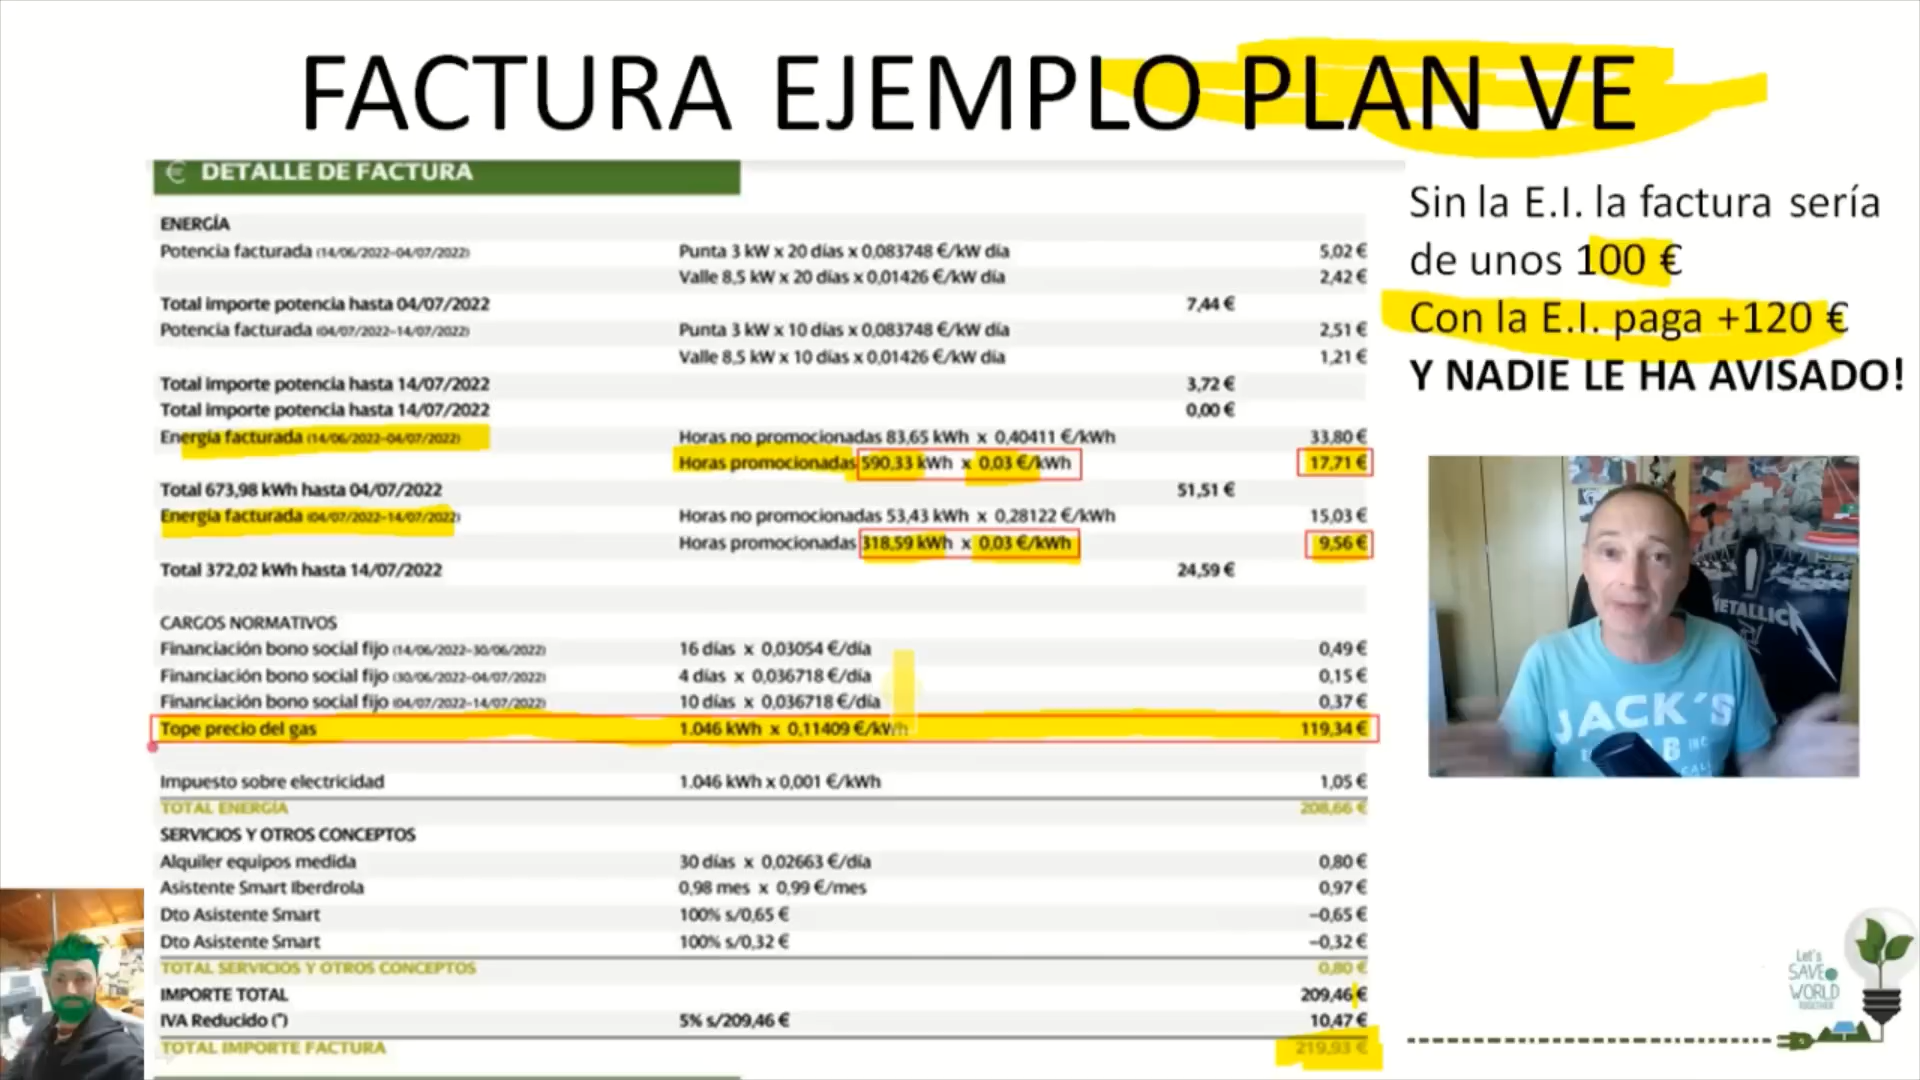 FACTURA EJEMPLO PLAN VE
€ DETALLE DE FACTURA
ENERGÍA
Potencia facturada (14/06/2022-04/07/2022) Punta 3 kW x 20 días x 0,083748 €/kW día 5,02 €
Valle 8,5 kW x 20 días x 0,01426 €/kW día 2,42 €
Total importe potencia hasta 04/07/2022 7,44 €
Potencia facturada (04/07/2022-14/07/2022) Punta 3 kW x 10 días x 0,083748 €/kW día 2,51 €
Valle 8,5 kW x 10 días x 0,01426 €/kW día 1,21 €
Total importe potencia hasta 14/07/2022 3,72 €
Total importe potencia hasta 14/07/2022 0,00 €
Energía facturada (14/06/2022-04/07/2022) Horas no promocionadas 83,65 kWh x 0,40411 €/kWh 33,80 €
Horas promocionadas 590,33 kWh x 0,03 €/kWh 17,71 €
Total 673,98 kWh hasta 04/07/2022 51,51 €
Energía facturada (04/07/2022-14/07/2022) Horas no promocionadas 53,43 kWh x 0,28122 €/kWh 15,03 €
Horas promocionadas 318,59 kWh x 0,03 €/kWh 9,56 €
Total 372,02 kWh hasta 14/07/2022 24,59 €
CARGOS NORMATIVOS
Financiación bono social fijo (14/06/2022-30/06/2022) 16 días x 0,03054 €/día 0,49 €
Financiación bono social fijo (30/06/2022-04/07/2022) 4 días x 0,036718 €/día 0,15 €
Financiación bono social fijo (04/07/2022-14/07/2022) 10 días x 0,036718 €/día 0,37 €
Tope precio del gas 1.046 kWh x 0,11409 €/kWh 119,34 €
Impuesto sobre electricidad 1.046 kWh x 0,001 €/kWh 1,05 €
TOTAL ENERGÍA 208,66 €
SERVICIOS Y OTROS CONCEPTOS
Alquiler equipos medida 30 días x 0,02663 €/día 0,80 €
Asistente Smart Iberdrola 0,98 mes x 0,99 €/mes 0,97 €
Dto Asistente Smart 100% s/0,65 € -0,65 €
Dto Asistente Smart 100% s/0,32 € -0,32 €
TOTAL SERVICIOS Y OTROS CONCEPTOS 0,80 €
IMPORTE TOTAL 209,46 €
IVA Reducido (*) 5% s/209,46 € 10,47 €
TOTAL IMPORTE FACTURA 219,93 €
Sin la E.I. la factura sería
de unos 100 €
Con la E.I. paga +120 €
Y NADIE LE HA AVISADO!
METALLICA
JACK´S
Let's
SAVE
WORLD
TOGETHER